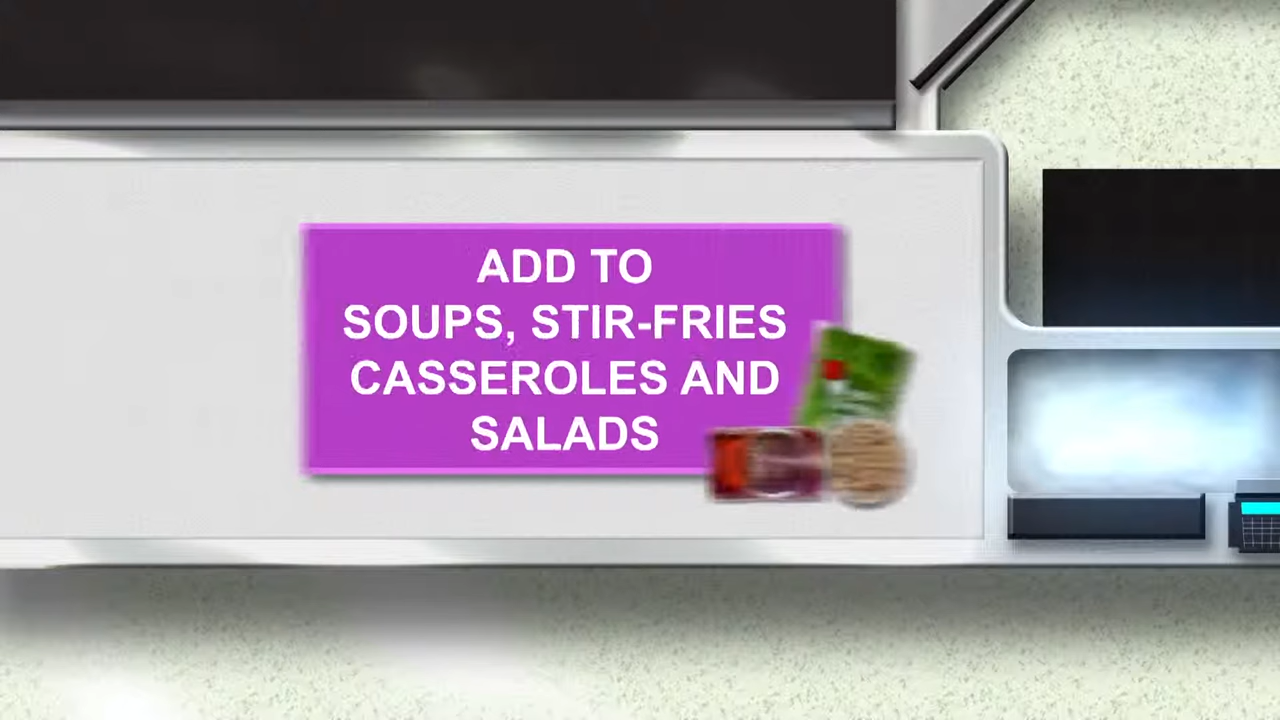 ADD TO
SOUPS, STIR-FRIES
CASSEROLES AND
SALADS